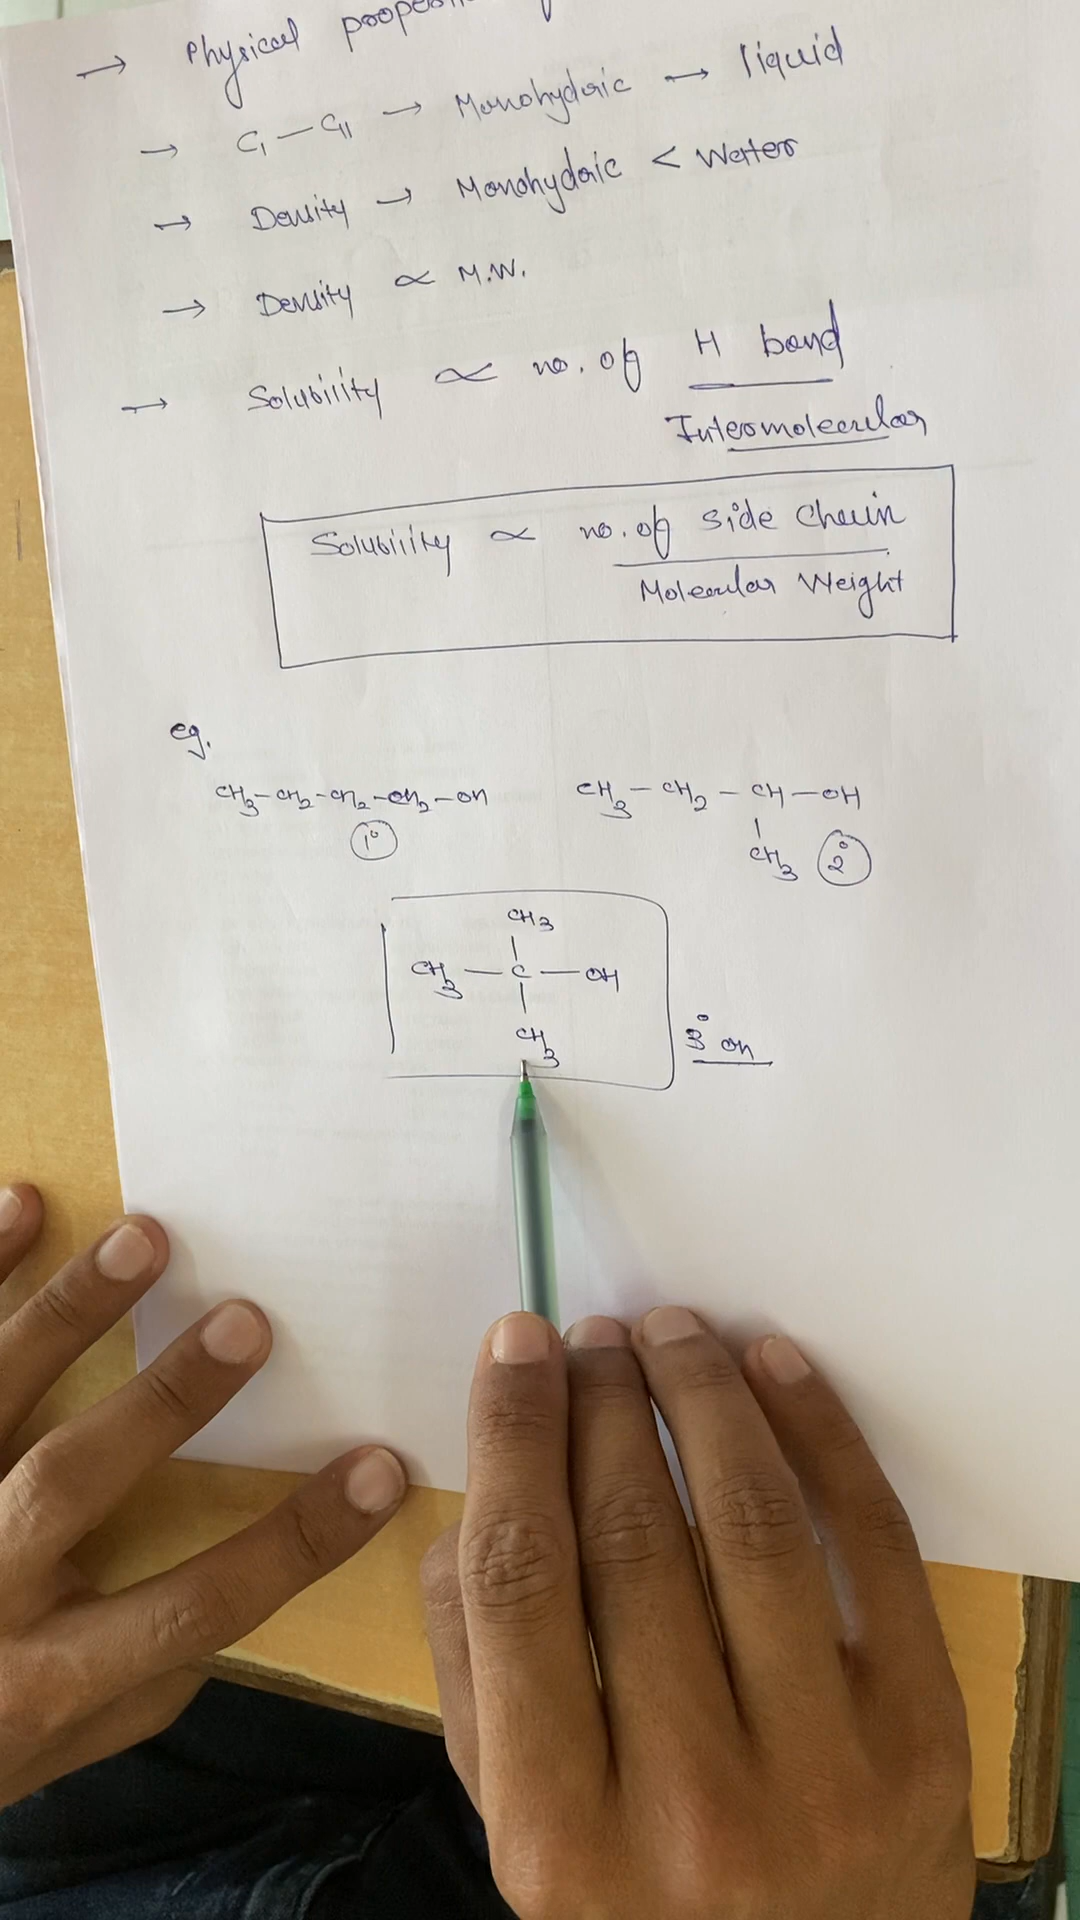 → Physical
→ C₁ — C₁₁ → Monohydric → liquid
→ Density → Monohydric < Water
→ Density ∝ M.W.
→ Solubility ∝ no. of H bond
Intermolecular
Solubility ∝ no. of side chain
Molecular Weight
eg.
CH₃-CH₂-CH₂-CH₂-OH CH₃-CH₂-CH-OH
1° CH₃ 2°
CH₃
CH₃ — C — OH
CH₃ 3° OH